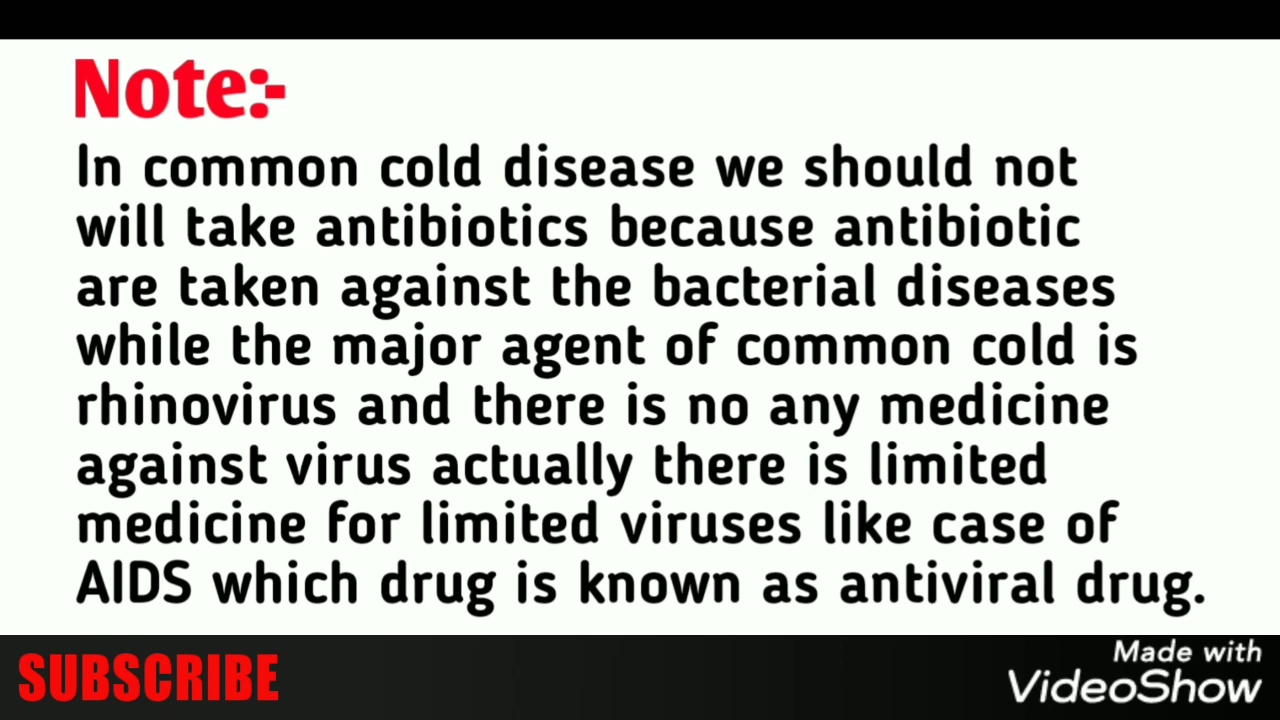 Note:-
In common cold disease we should not
will take antibiotics because antibiotic
are taken against the bacterial diseases
while the major agent of common cold is
rhinovirus and there is no any medicine
against virus actually there is limited
medicine for limited viruses like case of
AIDS which drug is known as antiviral drug.
SUBSCRIBE
Made with
VideoShow